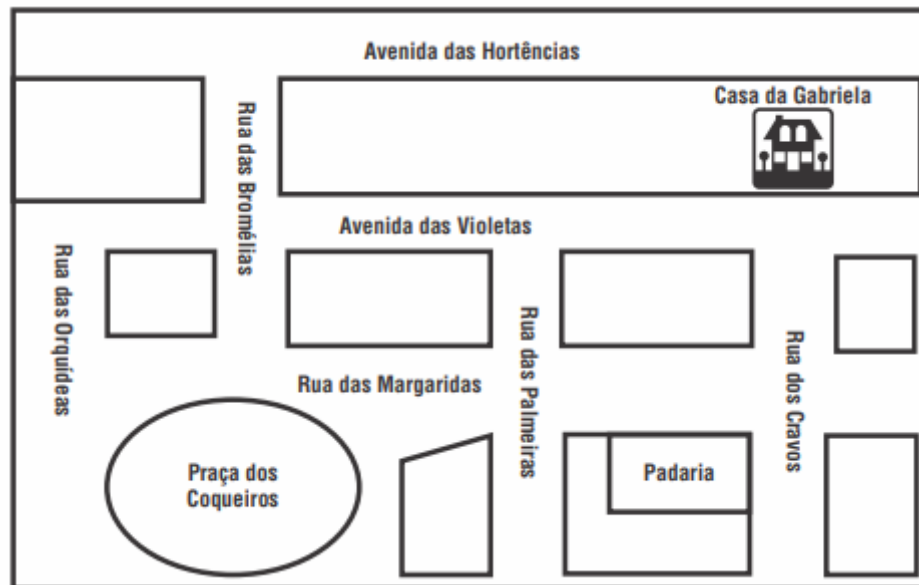 Avenida das Hortências
Casa da Gabriela
Rua das Bromélias
Avenida das Violetas
Rua das Orquídeas
Rua das Palmeiras
Rua dos Cravos
Rua das Margaridas
Praça dos
Coqueiros
Padaria